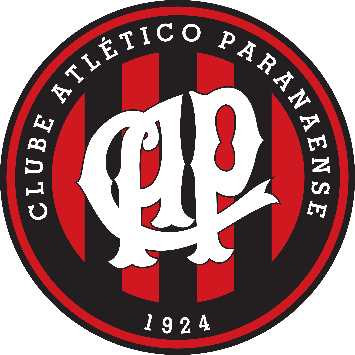 CLUBE ATLÉTICO PARANAENSE
CAP
1924